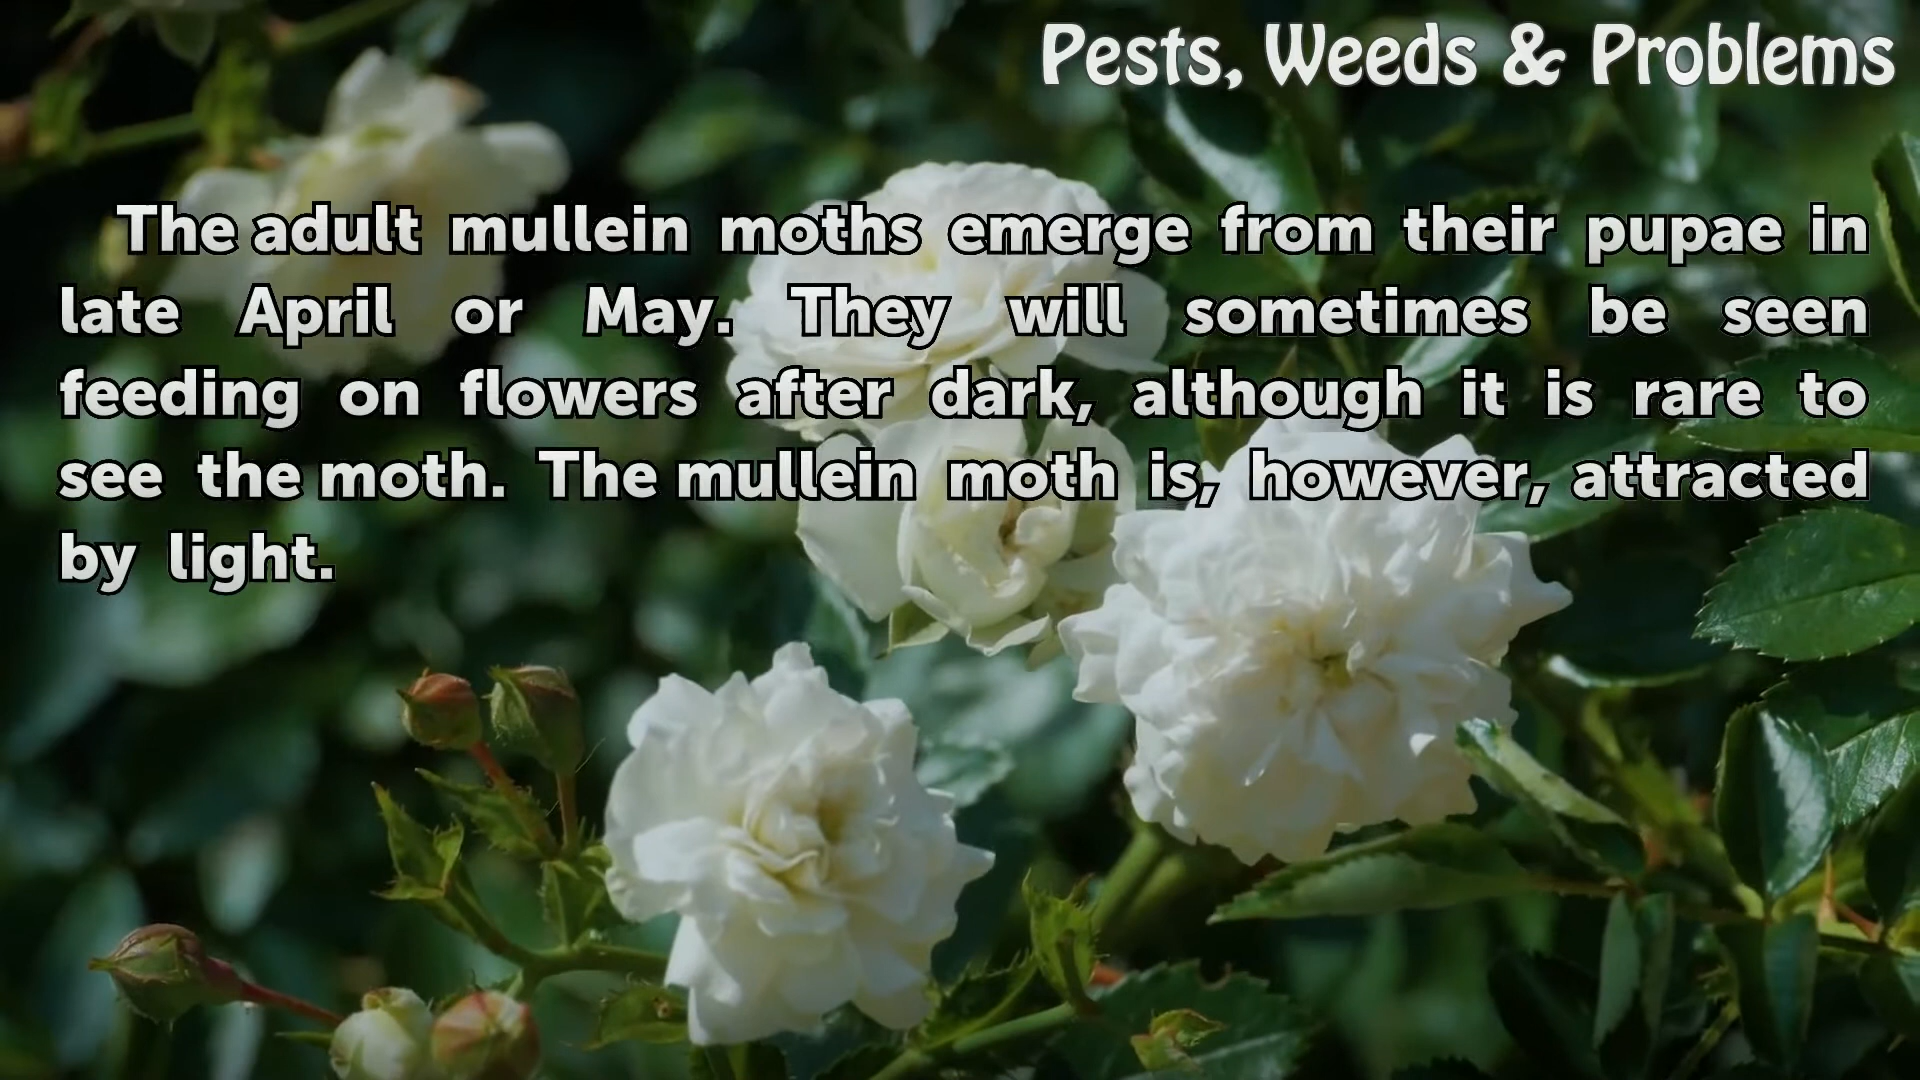 Pests, Weeds & Problems
The adult mullein moths emerge from their pupae in
late April or May. They will sometimes be seen
feeding on flowers after dark, although it is rare to
see the moth. The mullein moth is, however, attracted
by light.